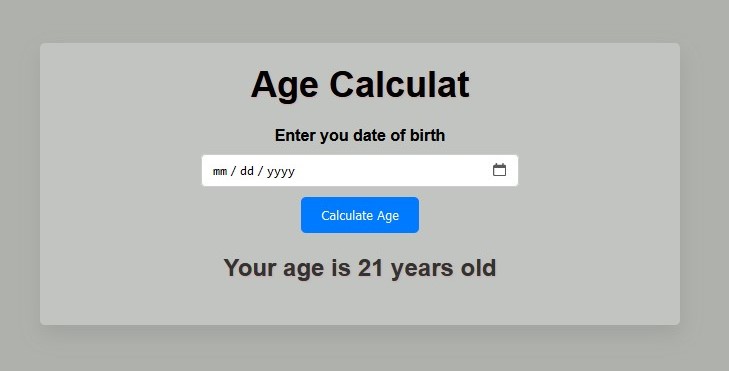 Age Calculat
Enter you date of birth
mm / dd / yyyy
Calculate Age
Your age is 21 years old